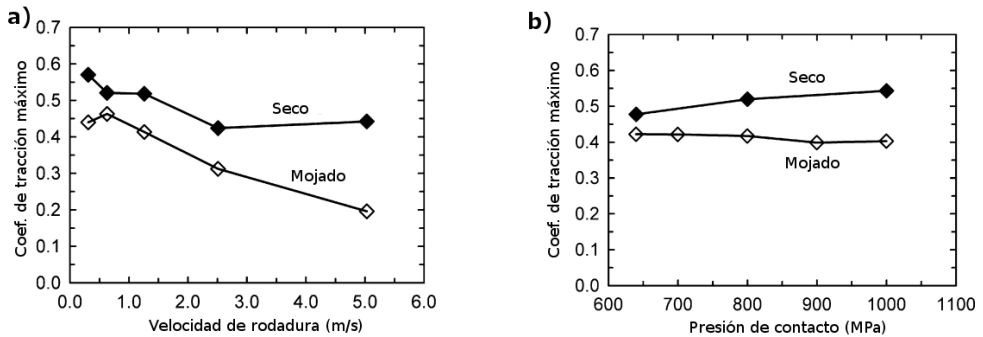 a)
0.7
0.6
0.5
0.4
0.3
0.2
0.1
0.0
Coef. de tracción máximo
Seco
Mojado
0.0 1.0 2.0 3.0 4.0 5.0 6.0
Velocidad de rodadura (m/s)
b)
0.7
0.6
0.5
0.4
0.3
0.2
0.1
0.0
Coef. de tracción máximo
Seco
Mojado
600 700 800 900 1000 1100
Presión de contacto (MPa)